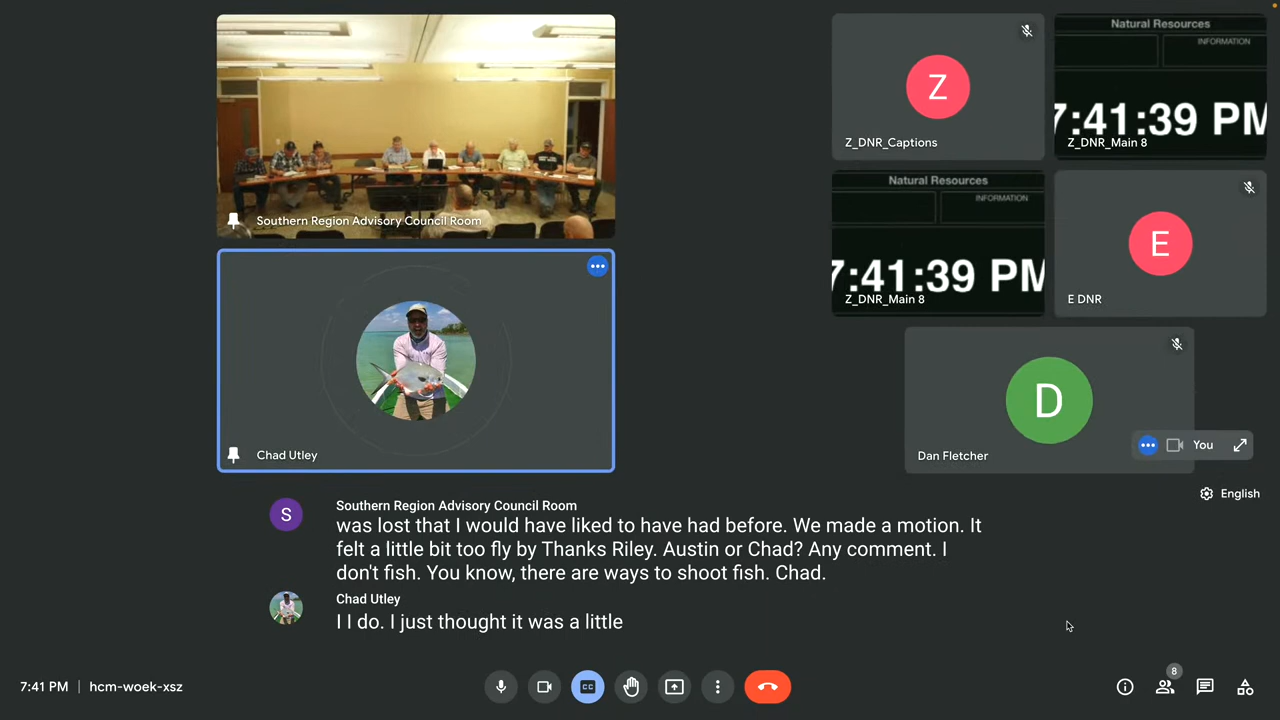 Southern Region Advisory Council Room
Z
Z_DNR_Captions
Natural Resources
INFORMATION
7:41:39 PM
Z_DNR_Main 8
Natural Resources
INFORMATION
7:41:39 PM
Z_DNR_Main 8
E
E DNR
Chad Utley
D
Dan Fletcher
You
English
S
Southern Region Advisory Council Room
was lost that I would have liked to have had before. We made a motion. It
felt a little bit too fly by Thanks Riley. Austin or Chad? Any comment. I
don't fish. You know, there are ways to shoot fish. Chad.
Chad Utley
I I do. I just thought it was a little
7:41 PM | hcm-woek-xsz
CC
8